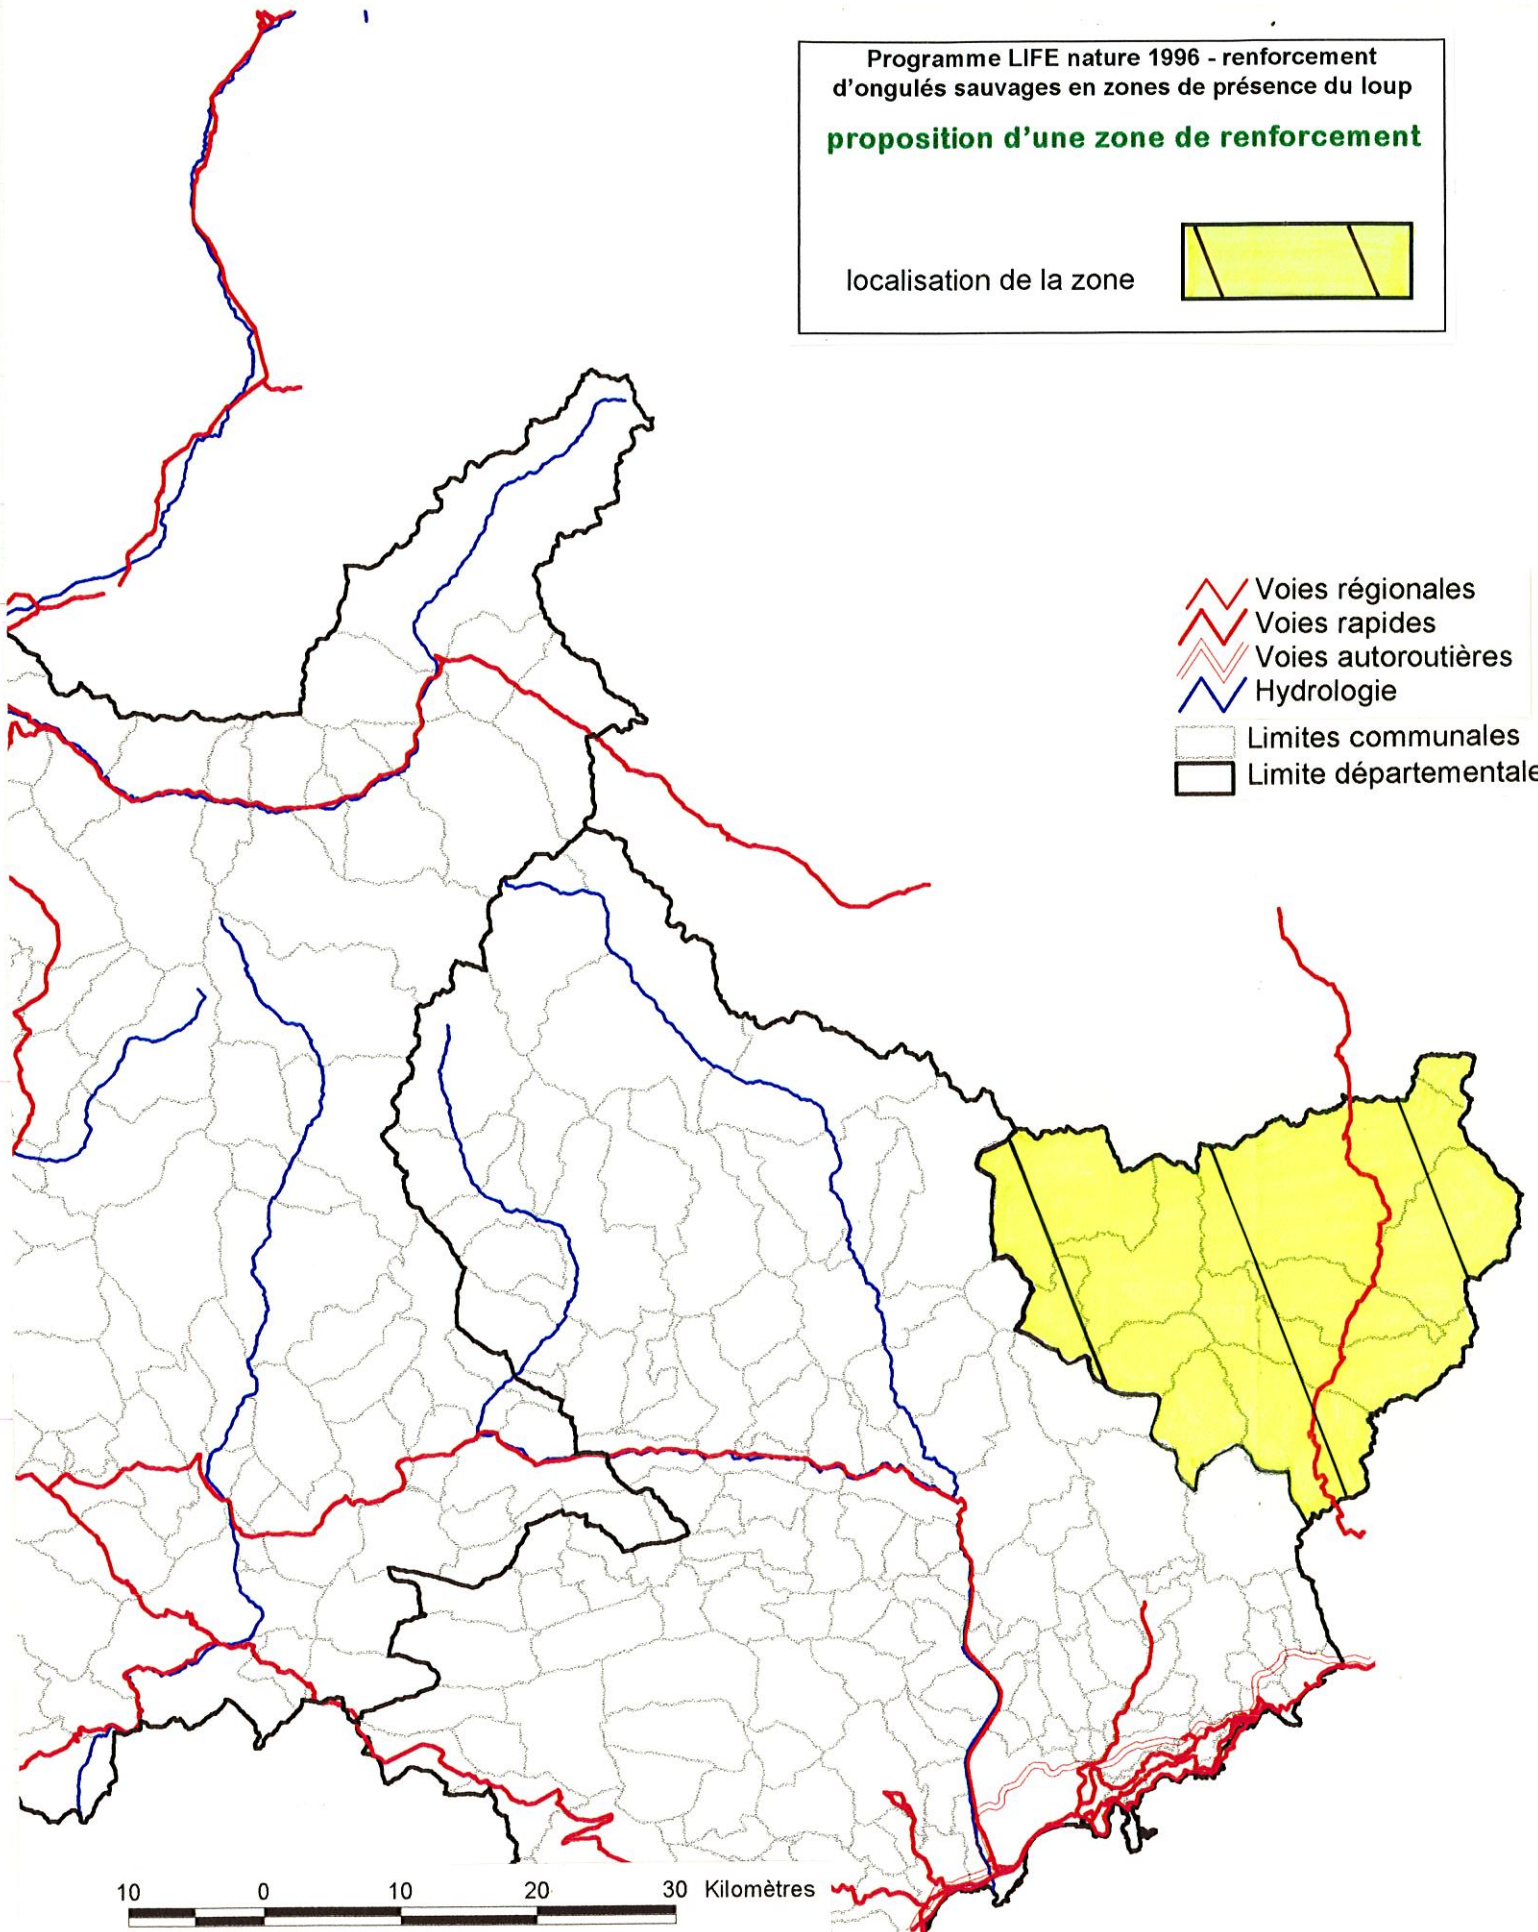 Programme LIFE nature 1996 - renforcement
d'ongulés sauvages en zones de présence du loup
proposition d'une zone de renforcement
localisation de la zone
Voies régionales
Voies rapides
Voies autoroutières
Hydrologie
Limites communales
Limite départementale
10 0 10 20 30 Kilomètres